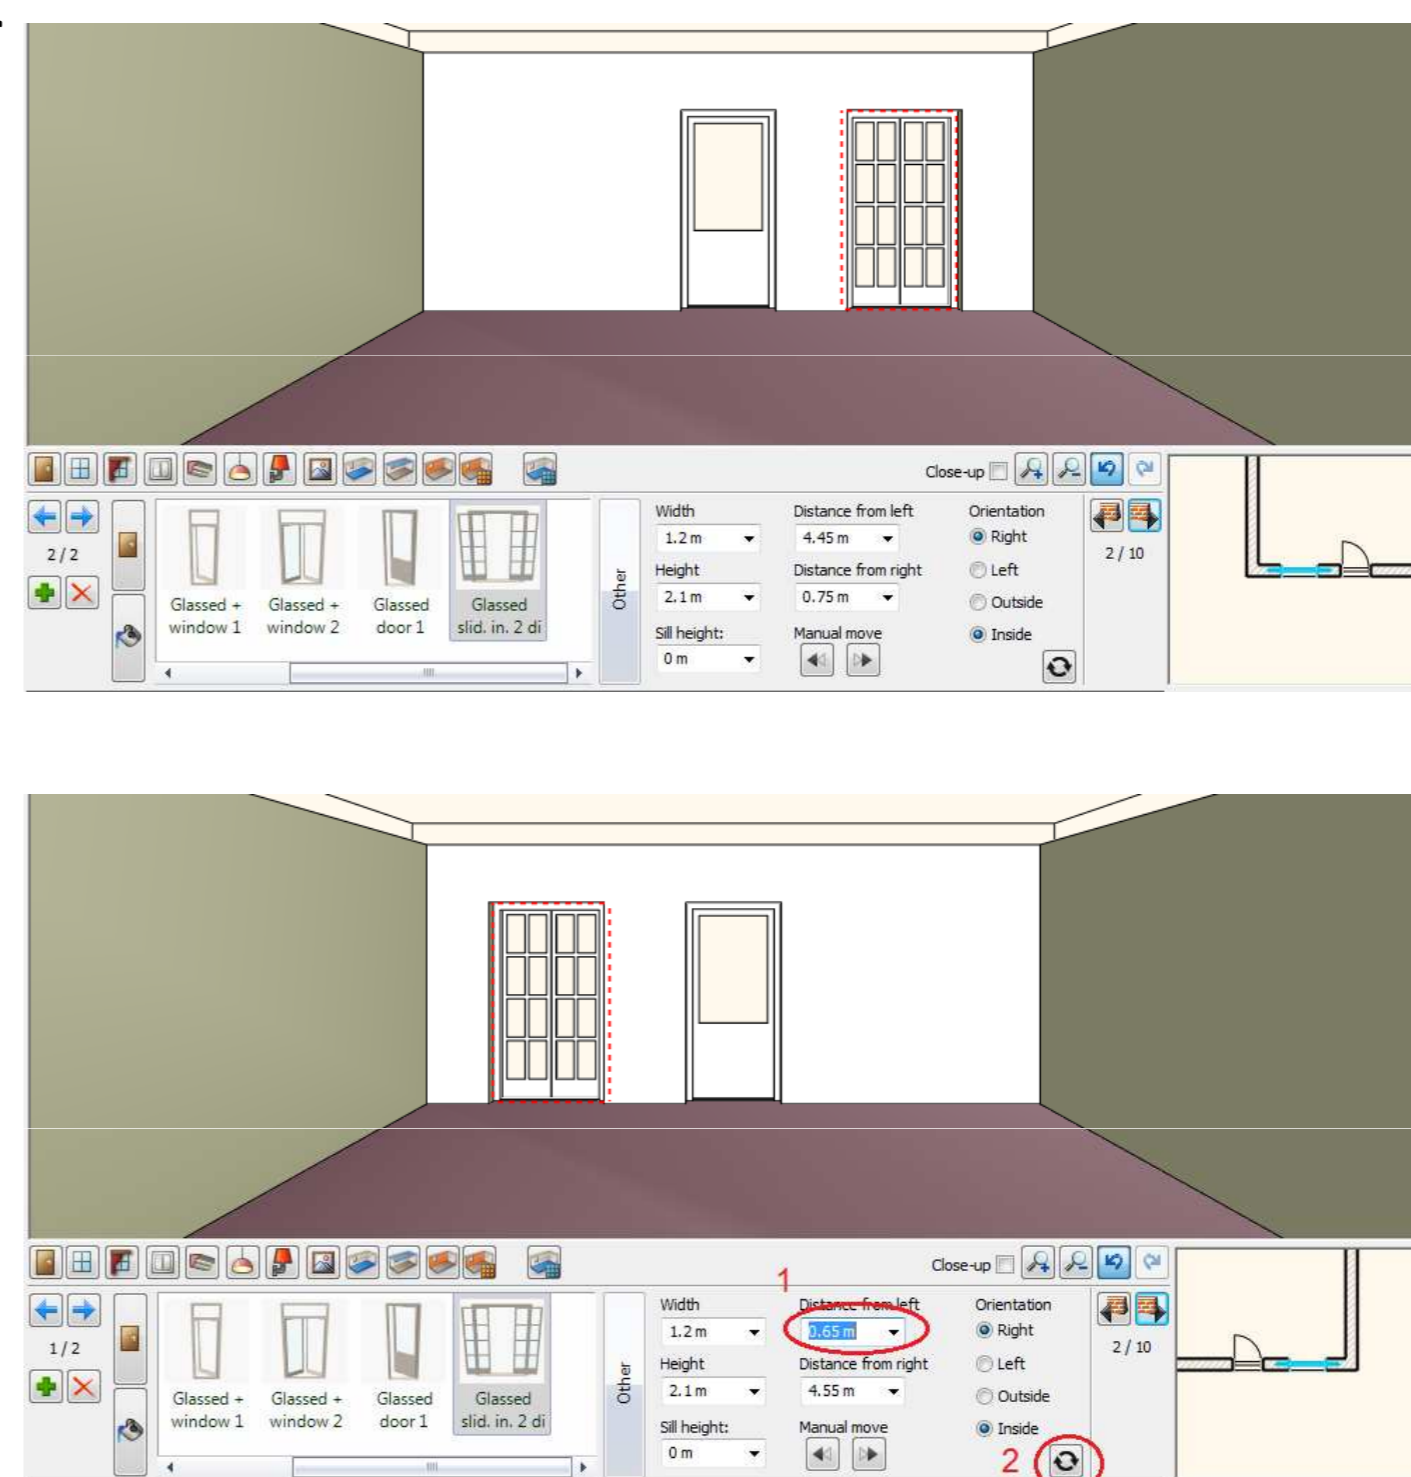 Close-up
Width
Distance from left
Orientation
1.2 m
4.45 m
Right
2 / 2
2 / 10
Height
Distance from right
Left
Other
2.1 m
0.75 m
Outside
Glassed +
window 1
Glassed +
window 2
Glassed
door 1
Glassed
slid. in. 2 di
Sill height:
Manual move
Inside
0 m
Close-up
1
Width
Distance from left
Orientation
1.2 m
0.65 m
Right
1 / 2
2 / 10
Height
Distance from right
Left
Other
2.1 m
4.55 m
Outside
Glassed +
window 1
Glassed +
window 2
Glassed
door 1
Glassed
slid. in. 2 di
Sill height:
Manual move
Inside
0 m
2